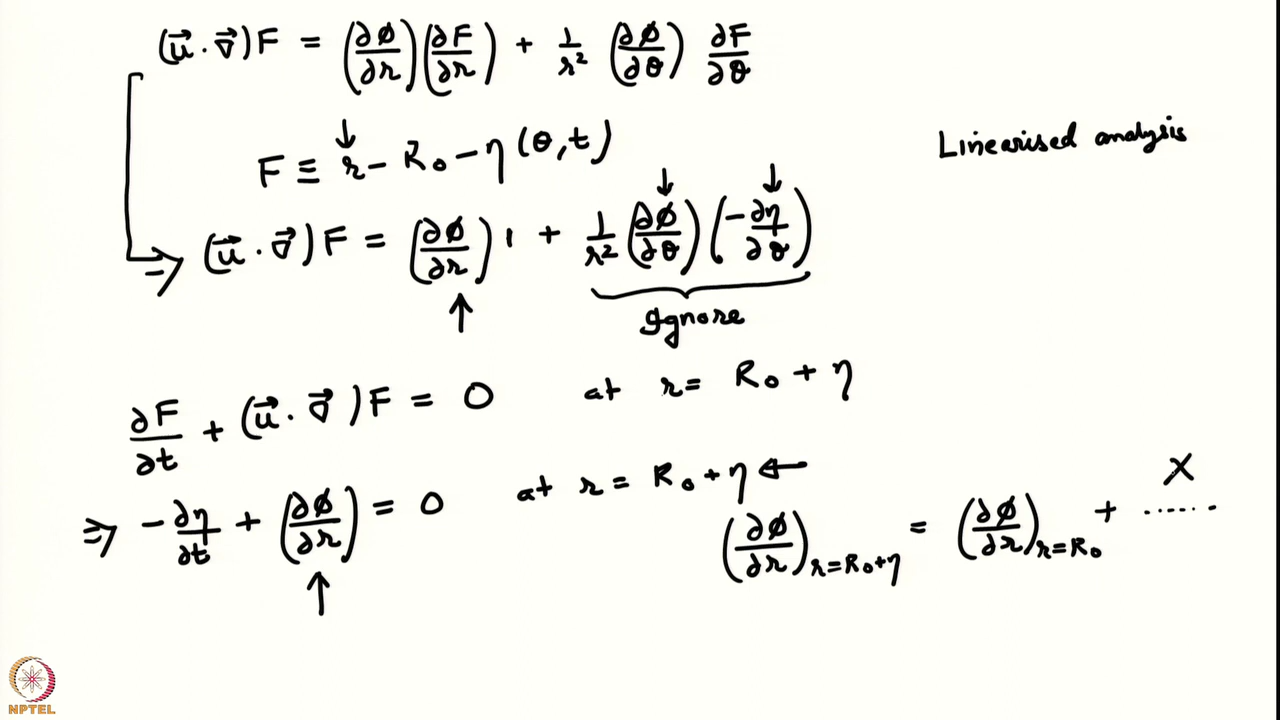 (u⃗ . ∇⃗)F = (∂ϕ/∂r)(∂F/∂r) + 1/r² (∂ϕ/∂θ) ∂F/∂θ
F ≡ r - R₀ - η(θ,t)
Linearised analysis
⇒ (u⃗ . ∇⃗)F = (∂ϕ/∂r) 1 + 1/r² (∂ϕ/∂θ)(-∂η/∂θ)
Ignore
∂F/∂t + (u⃗ . ∇⃗)F = 0 at r = R₀ + η
⇒ -∂η/∂t + (∂ϕ/∂r) = 0 at r = R₀ + η ←
(∂ϕ/∂r)r=R₀+η = (∂ϕ/∂r)r=R₀ + ...... X
NPTEL